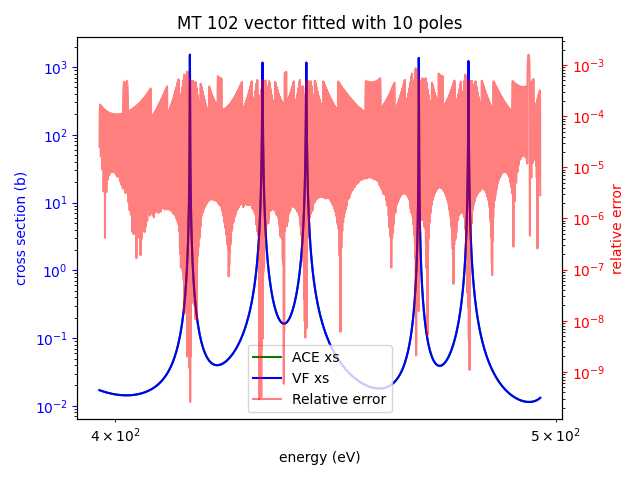 MT 102 vector fitted with 10 poles
cross section (b)
10³
10²
10¹
10⁰
10⁻¹
10⁻²
10⁻³
10⁻⁴
10⁻⁵
10⁻⁶
10⁻⁷
10⁻⁸
10⁻⁹
relative error
ACE xs
VF xs
Relative error
4 × 10²
5 × 10²
energy (eV)